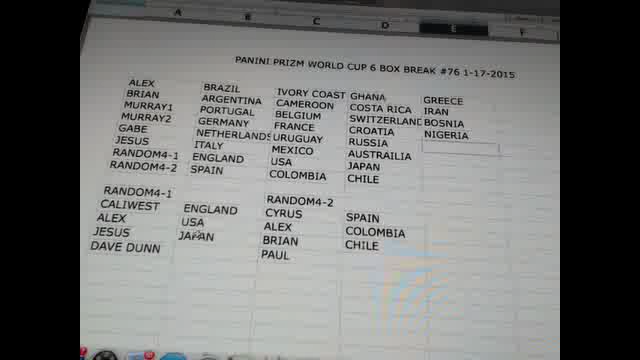 A B C D E F
PANINI PRIZM WORLD CUP 6 BOX BREAK #76 1-17-2015
ALEX BRAZIL IVORY COAST GHANA GREECE
BRIAN ARGENTINA CAMEROON COSTA RICA IRAN
MURRAY1 PORTUGAL BELGIUM SWITZERLAND BOSNIA
MURRAY2 GERMANY FRANCE CROATIA NIGERIA
GABE NETHERLANDS URUGUAY RUSSIA
JESUS ITALY MEXICO AUSTRAILIA
RANDOM4-1 ENGLAND USA JAPAN
RANDOM4-2 SPAIN COLOMBIA CHILE
RANDOM4-1 RANDOM4-2
CALIWEST ENGLAND CYRUS SPAIN
ALEX USA ALEX COLOMBIA
JESUS JAPAN BRIAN CHILE
DAVE DUNN PAUL